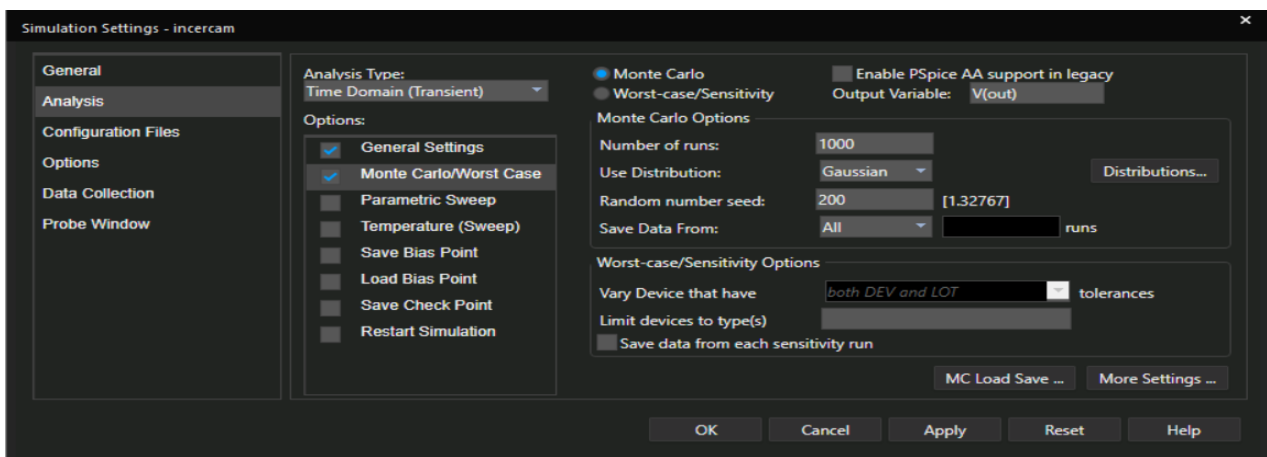 Simulation Settings - incercam
×
General
Analysis
Configuration Files
Options
Data Collection
Probe Window
Analysis Type:
Time Domain (Transient)
Options:
General Settings
Monte Carlo/Worst Case
Parametric Sweep
Temperature (Sweep)
Save Bias Point
Load Bias Point
Save Check Point
Restart Simulation
Monte Carlo
Enable PSpice AA support in legacy
Worst-case/Sensitivity
Output Variable: V(out)
Monte Carlo Options
Number of runs: 1000
Use Distribution: Gaussian Distributions...
Random number seed: 200 [1.32767]
Save Data From: All runs
Worst-case/Sensitivity Options
Vary Device that have both DEV and LOT tolerances
Limit devices to type(s)
Save data from each sensitivity run
MC Load Save ... More Settings ...
OK Cancel Apply Reset Help